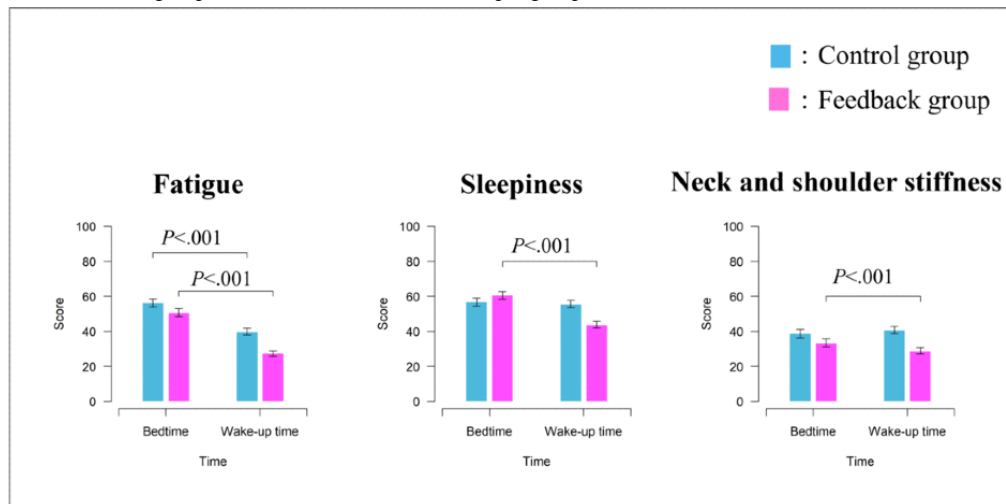 : Control group
: Feedback group
Fatigue
100
80
60
40
20
0
Score
P<.001
P<.001
Bedtime Wake-up time
Time
Sleepiness
100
80
60
40
20
0
Score
P<.001
Bedtime Wake-up time
Time
Neck and shoulder stiffness
100
80
60
40
20
0
Score
P<.001
Bedtime Wake-up time
Time